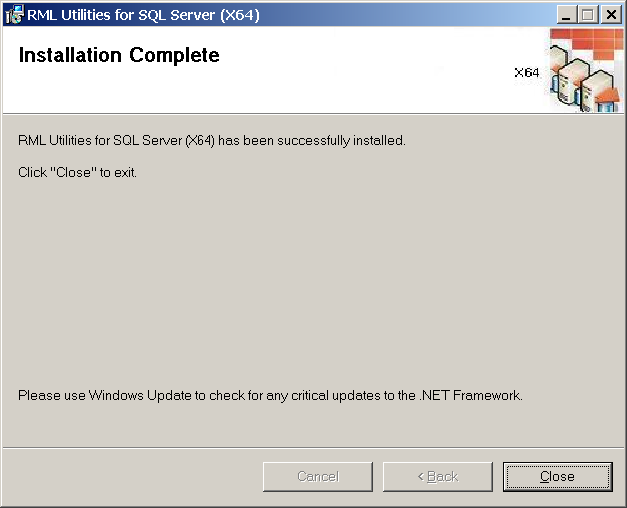 RML Utilities for SQL Server (X64)
Installation Complete
X64
RML Utilities for SQL Server (X64) has been successfully installed.
Click "Close" to exit.
Please use Windows Update to check for any critical updates to the .NET Framework.
Cancel
< Back
Close